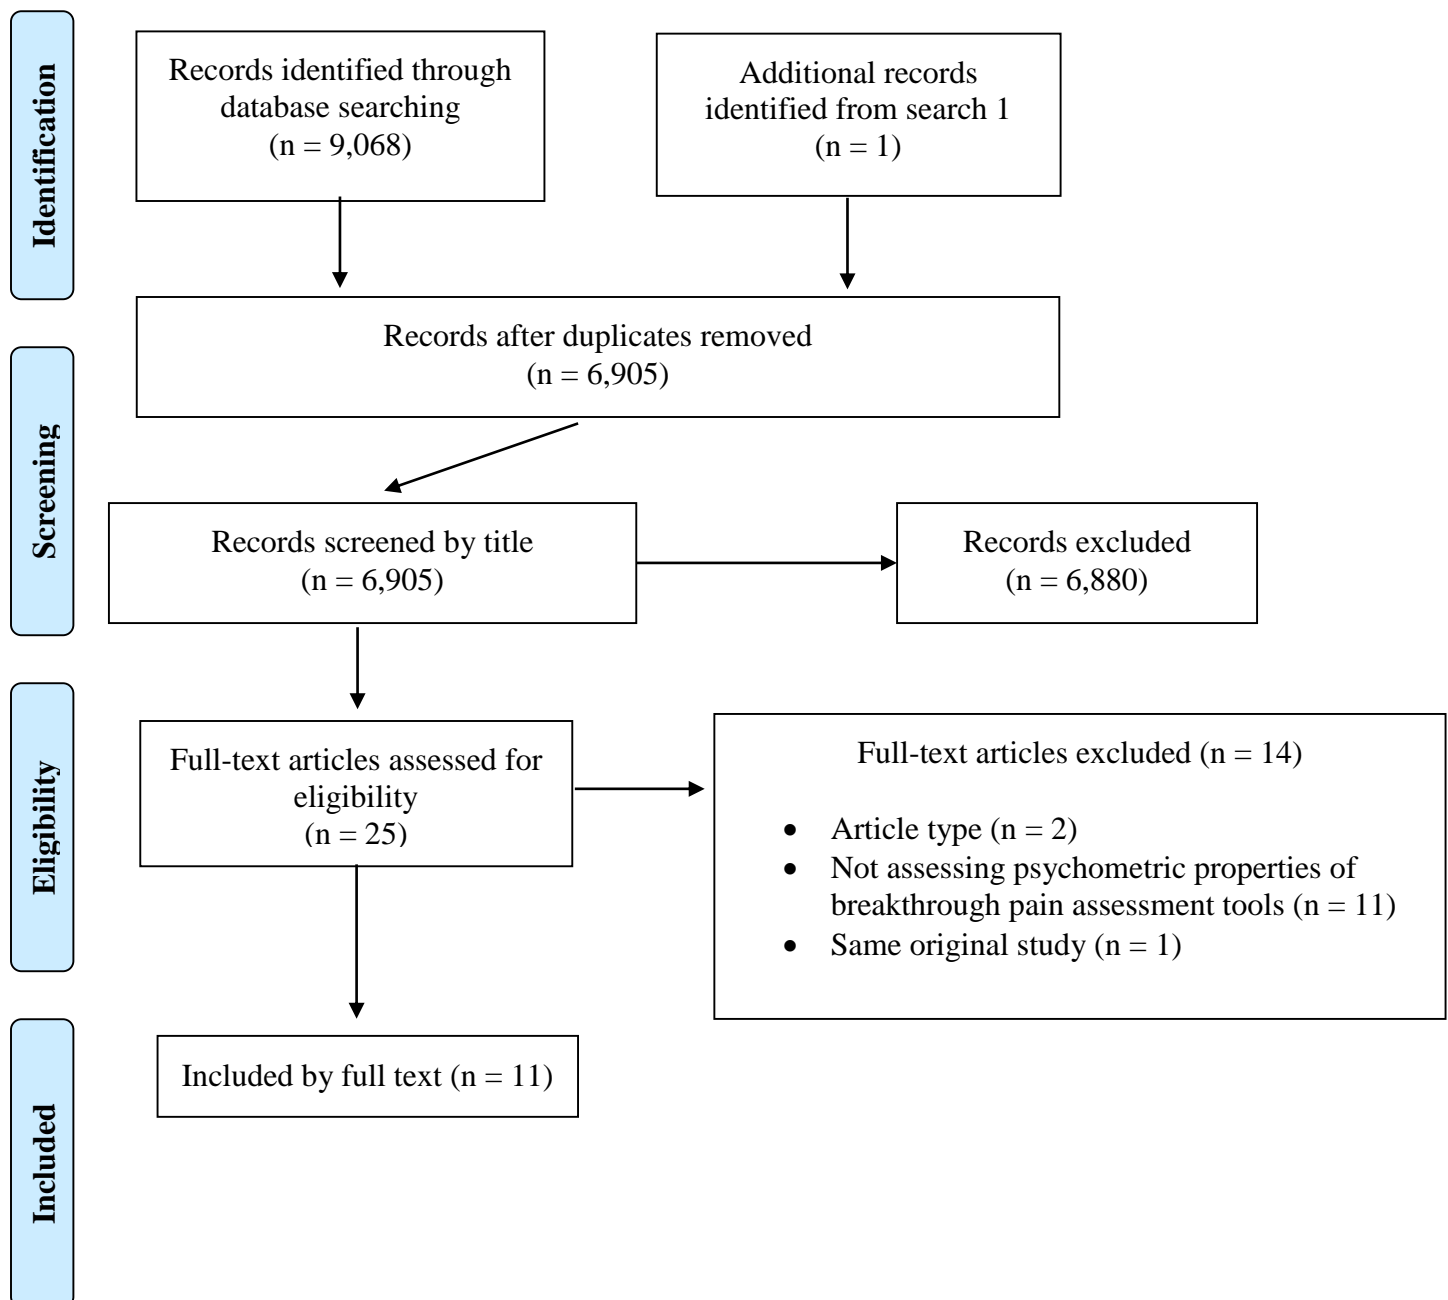 Identification
Records identified through
database searching
(n = 9,068)
Additional records
identified from search 1
(n = 1)
Records after duplicates removed
(n = 6,905)
Screening
Records screened by title
(n = 6,905)
Records excluded
(n = 6,880)
Eligibility
Full-text articles assessed for
eligibility
(n = 25)
Full-text articles excluded (n = 14)
• Article type (n = 2)
• Not assessing psychometric properties of
breakthrough pain assessment tools (n = 11)
• Same original study (n = 1)
Included
Included by full text (n = 11)